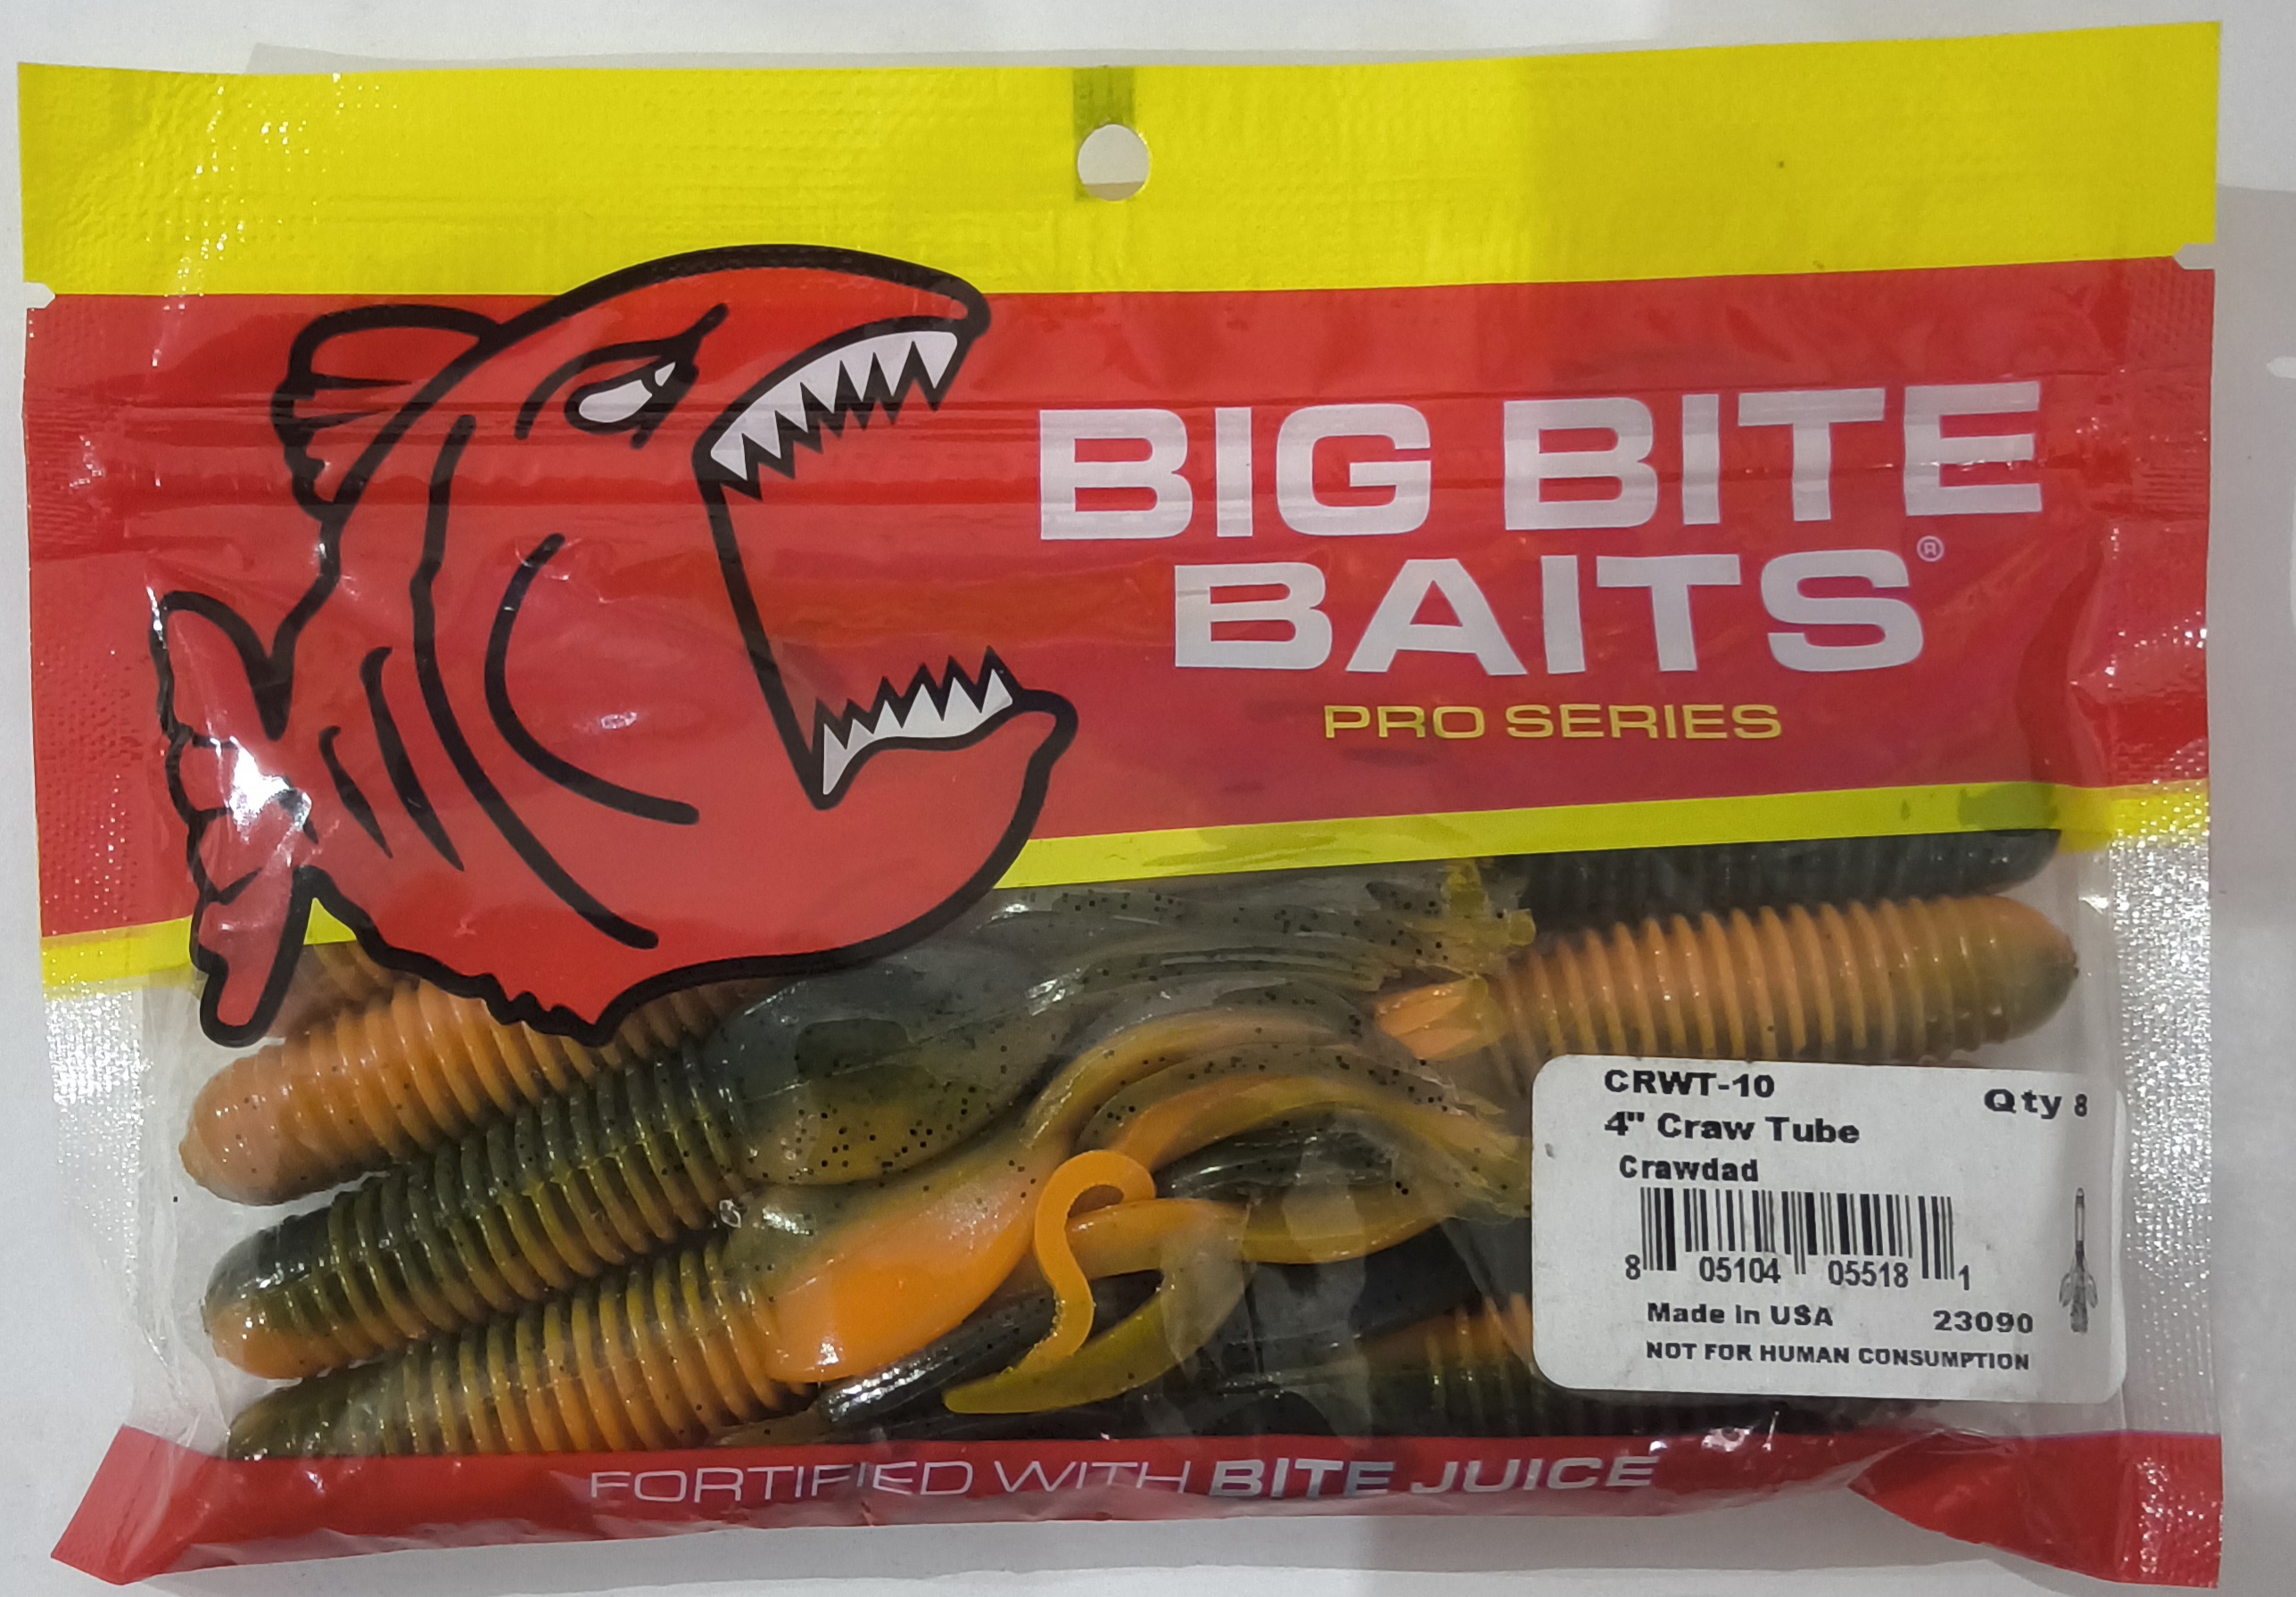 BIG BITE
BAITS®
PRO SERIES
CRWT-10
Qty 8
4" Craw Tube
Crawdad
8 05104 05518 1
Made in USA 23090
NOT FOR HUMAN CONSUMPTION
FORTIFIED WITH BITE JUICE